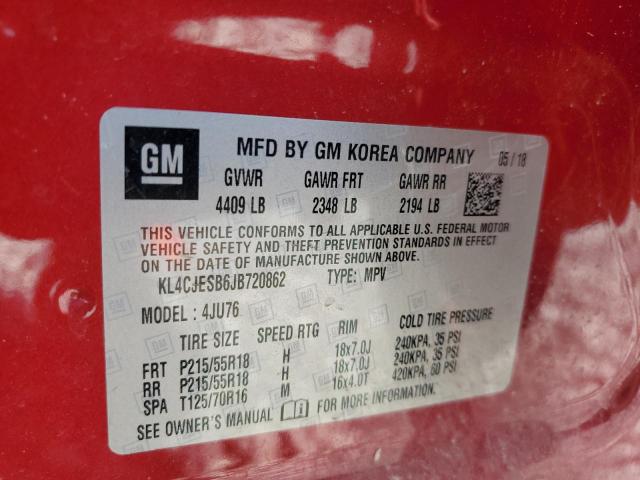 GM
MFD BY GM KOREA COMPANY 05/18
GVWR GAWR FRT GAWR RR
4409 LB 2348 LB 2194 LB
THIS VEHICLE CONFORMS TO ALL APPLICABLE U.S. FEDERAL MOTOR
VEHICLE SAFETY AND THEFT PREVENTION STANDARDS IN EFFECT
ON THE DATE OF MANUFACTURE SHOWN ABOVE.
KL4CJESB6JB720862 TYPE: MPV
MODEL: 4JU76
TIRE SIZE SPEED RTG RIM COLD TIRE PRESSURE
FRT P215/55R18 H 18x7.0J 240KPA, 35 PSI
RR P215/55R18 H 18x7.0J 240KPA, 35 PSI
SPA T125/70R16 M 16x4.0T 420KPA, 60 PSI
SEE OWNER'S MANUAL FOR MORE INFORMATION.